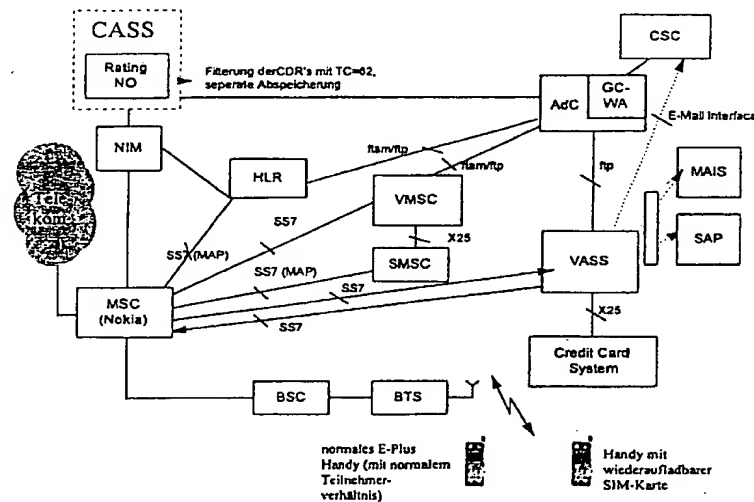 CASS
Rating
NO
Filterung derCDR's mit TC=62,
seperate Abspeicherung
CSC
AdC
GC-
WA
E-Mail Interface
NIM
HLR
ftam/ftp
ftam/ftp
ftp
MAIS
Tele
kom
VMSC
SS7
SS7 (MAP)
X25
SAP
SS7 (MAP)
SMSC
VASS
MSC
(Nokia)
SS7
SS7
X25
Credit Card
System
BSC
BTS
normales E-Plus
Handy (mit normalem
Teilnehmer-
verhältnis)
Handy mit
wiederaufladbarer
SIM-Karte